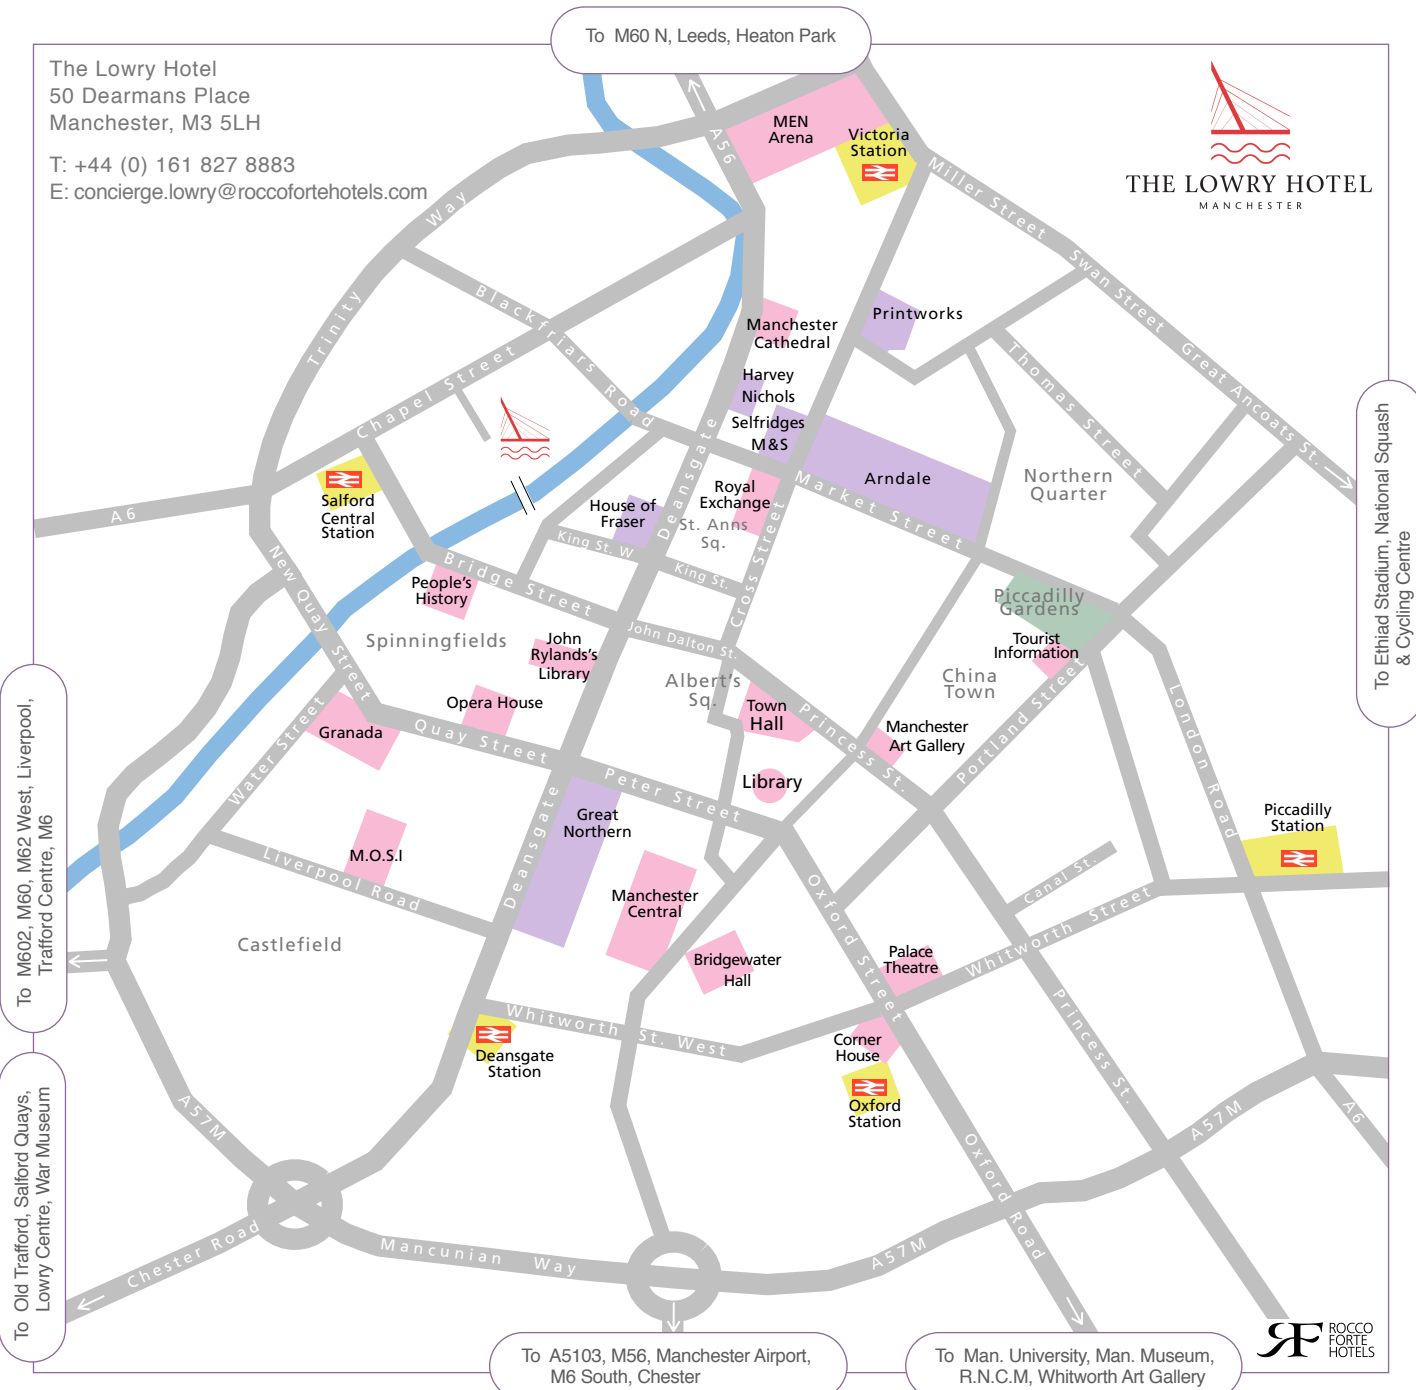 To M60 N, Leeds, Heaton Park
The Lowry Hotel
50 Dearmans Place
Manchester, M3 5LH
T: +44 (0) 161 827 8883
E: concierge.lowry@roccofortehotels.com
THE LOWRY HOTEL
MANCHESTER
MEN
Arena
Victoria
Station
A56
Miller Street
Swan Street
Great Ancoats St.
Trinity Way
Blackfriars Road
Chapel Street
Manchester
Cathedral
Printworks
Harvey
Nichols
Selfridges
M&S
Thomas Street
Northern
Quarter
Arndale
Market Street
Royal
Exchange
St. Anns
Sq.
House of
Fraser
Deansgate
King St. W
King St.
Cross Street
Salford
Central
Station
A6
New Quay Street
Bridge Street
People's
History
Spinningfields
John
Rylands's
Library
John Dalton St.
Albert's
Sq.
Town
Hall
Princess St.
Piccadilly
Gardens
Tourist
Information
China
Town
Manchester
Art Gallery
Portland Street
London Road
Opera House
Granada
Water Street
Quay Street
Peter Street
Library
Great
Northern
Deansgate
M.O.S.I
Liverpool Road
Castlefield
Manchester
Central
Bridgewater
Hall
Oxford Street
Palace
Theatre
Canal St.
Whitworth Street
Piccadilly
Station
Whitworth St. West
Deansgate
Station
Corner
House
Oxford
Station
Princess St.
Oxford Road
A57M
A57M
A57M
A6
Chester Road
Mancunian Way
To Ethiad Stadium, National Squash
& Cycling Centre
To M602, M60, M62 West, Liverpool,
Trafford Centre, M6
To Old Trafford, Salford Quays,
Lowry Centre, War Museum
To A5103, M56, Manchester Airport,
M6 South, Chester
To Man. University, Man. Museum,
R.N.C.M, Whitworth Art Gallery
RF
ROCCO
FORTE
HOTELS